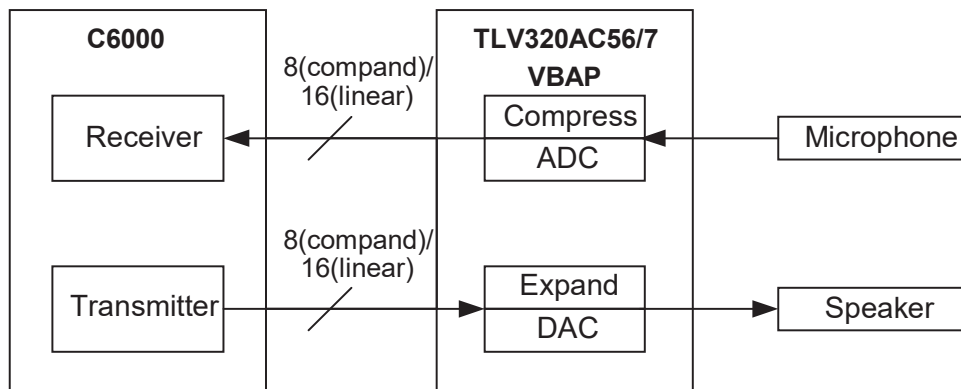 C6000
TLV320AC56/7
VBAP
8(compand)/
16(linear)
Receiver
Compress
ADC
Microphone
8(compand)/
16(linear)
Transmitter
Expand
DAC
Speaker